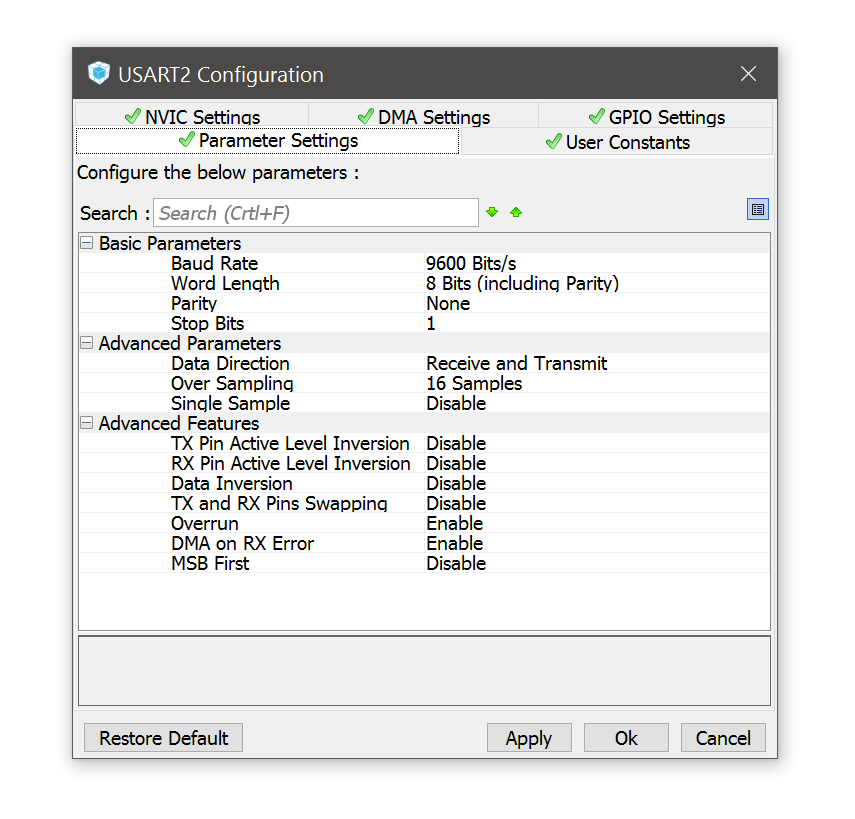 USART2 Configuration
NVIC Settings DMA Settings GPIO Settings
Parameter Settings User Constants
Configure the below parameters :
Search : Search (Crtl+F)
Basic Parameters
Baud Rate 9600 Bits/s
Word Length 8 Bits (including Parity)
Parity None
Stop Bits 1
Advanced Parameters
Data Direction Receive and Transmit
Over Sampling 16 Samples
Single Sample Disable
Advanced Features
TX Pin Active Level Inversion Disable
RX Pin Active Level Inversion Disable
Data Inversion Disable
TX and RX Pins Swapping Disable
Overrun Enable
DMA on RX Error Enable
MSB First Disable
Restore Default Apply Ok Cancel